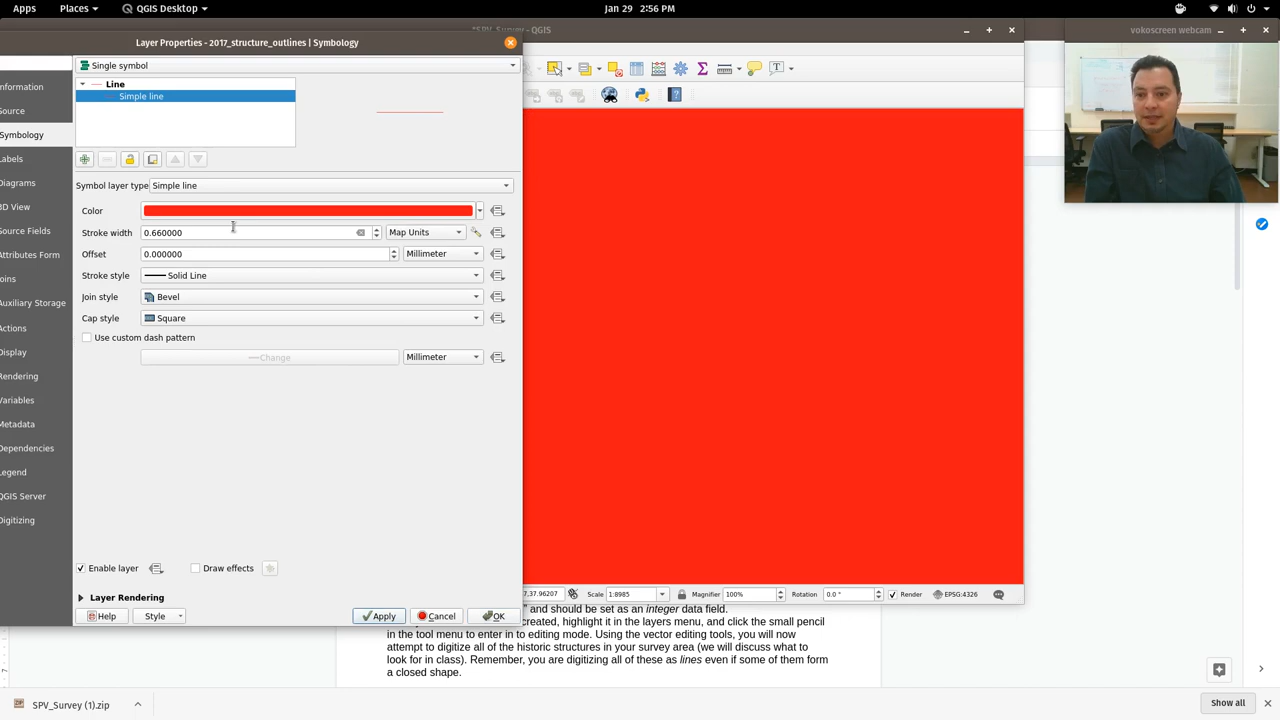 Apps Places QGIS Desktop Jan 29 2:56 PM
*SPV_Survey - QGIS
vokoscreen webcam
Layer Properties - 2017_structure_outlines | Symbology
Single symbol
Line
Simple line
nformation
Source
Symbology
Labels
Diagrams
3D View
Source Fields
Attributes Form
oins
Auxiliary Storage
Actions
Display
Rendering
Variables
Metadata
Dependencies
Legend
QGIS Server
Digitizing
Symbol layer type Simple line
Color
Stroke width 0.660000 Map Units
Offset 0.000000 Millimeter
Stroke style Solid Line
Join style Bevel
Cap style Square
Use custom dash pattern
Change Millimeter
Enable layer Draw effects
Layer Rendering
Help Style Apply Cancel OK
7,37.96207 Scale 1:8985 Magnifier 100% Rotation 0.0 ° Render EPSG:4326
" and should be set as an integer data field.
created, highlight it in the layers menu, and click the small pencil
in the tool menu to enter in to editing mode. Using the vector editing tools, you will now
attempt to digitize all of the historic structures in your survey area (we will discuss what to
look for in class). Remember, you are digitizing all of these as lines even if some of them form
a closed shape.
SPV_Survey (1).zip
Show all